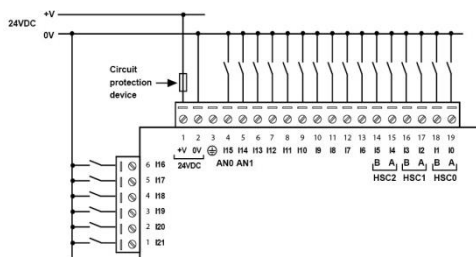 +V
24VDC
0V
Circuit
protection
device
1 2 3 4 5 6 7 8 9 10 11 12 13 14 15 16 17 18 19
+V 0V I15 I14 I13 I12 I11 I10 I9 I8 I7 I6 I5 I4 I3 I2 I1 I0
24VDC AN0 AN1 B A B A B A
HSC2 HSC1 HSC0
6 I16
5 I17
4 I18
3 I19
2 I20
1 I21